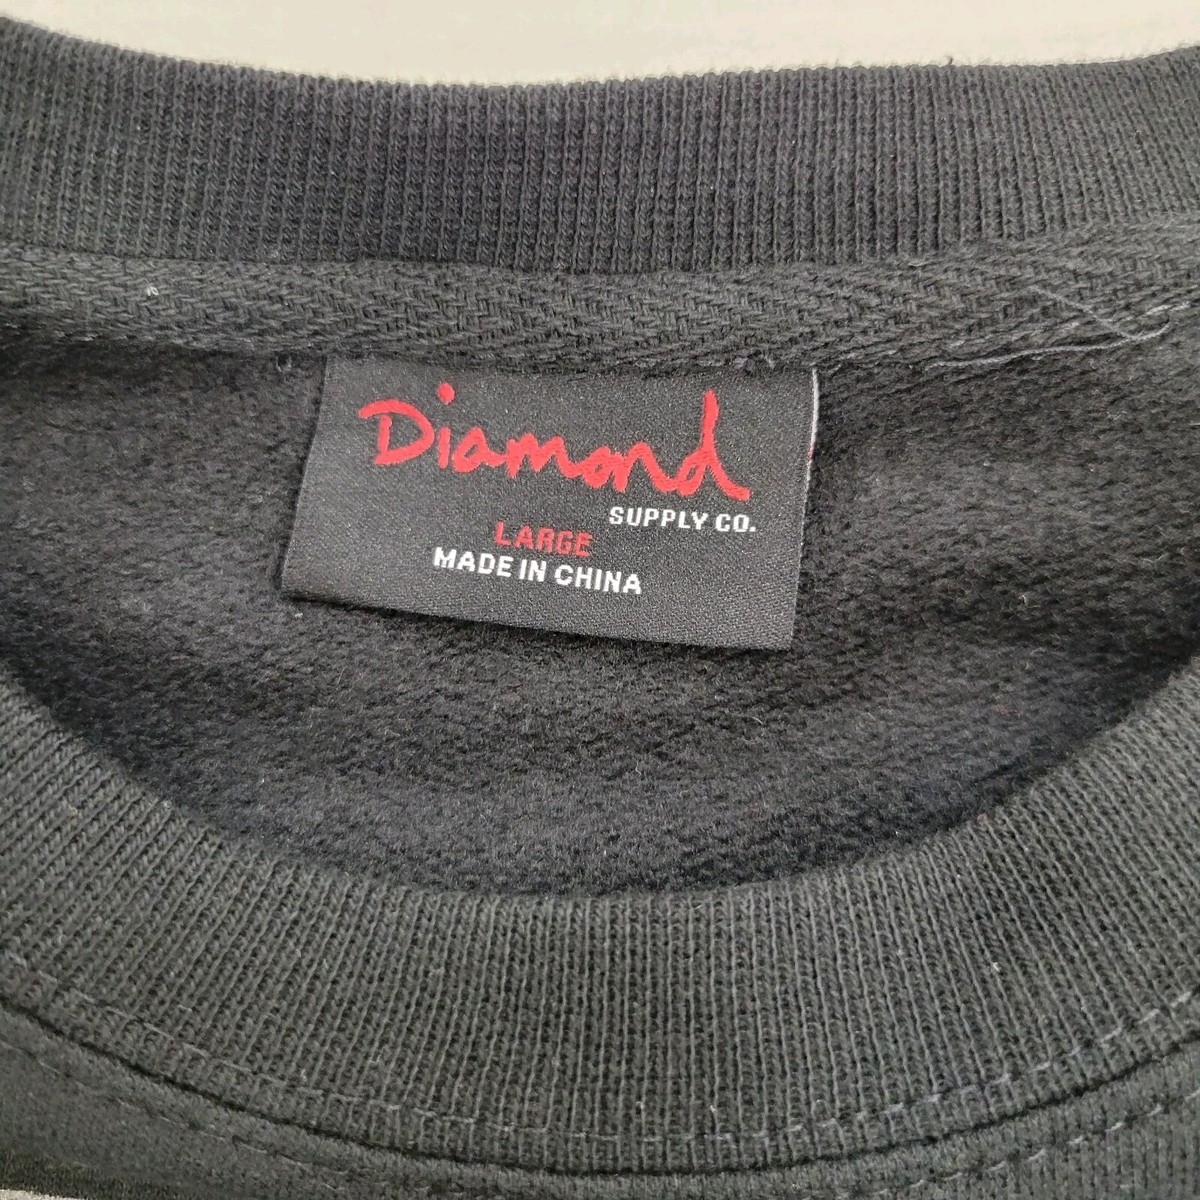 Diamond
SUPPLY CO.
LARGE
MADE IN CHINA